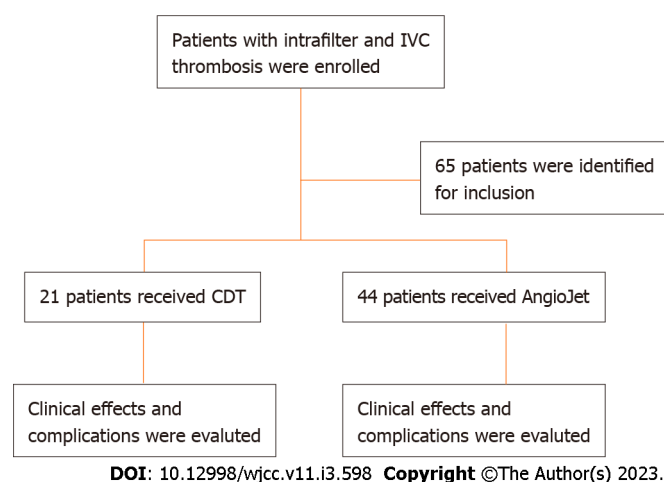 Patients with intrafilter and IVC
thrombosis were enrolled
65 patients were identified
for inclusion
21 patients received CDT
44 patients received AngioJet
Clinical effects and
complications were evaluted
Clinical effects and
complications were evaluted
DOI: 10.12998/wjcc.v11.i3.598 Copyright ©The Author(s) 2023.